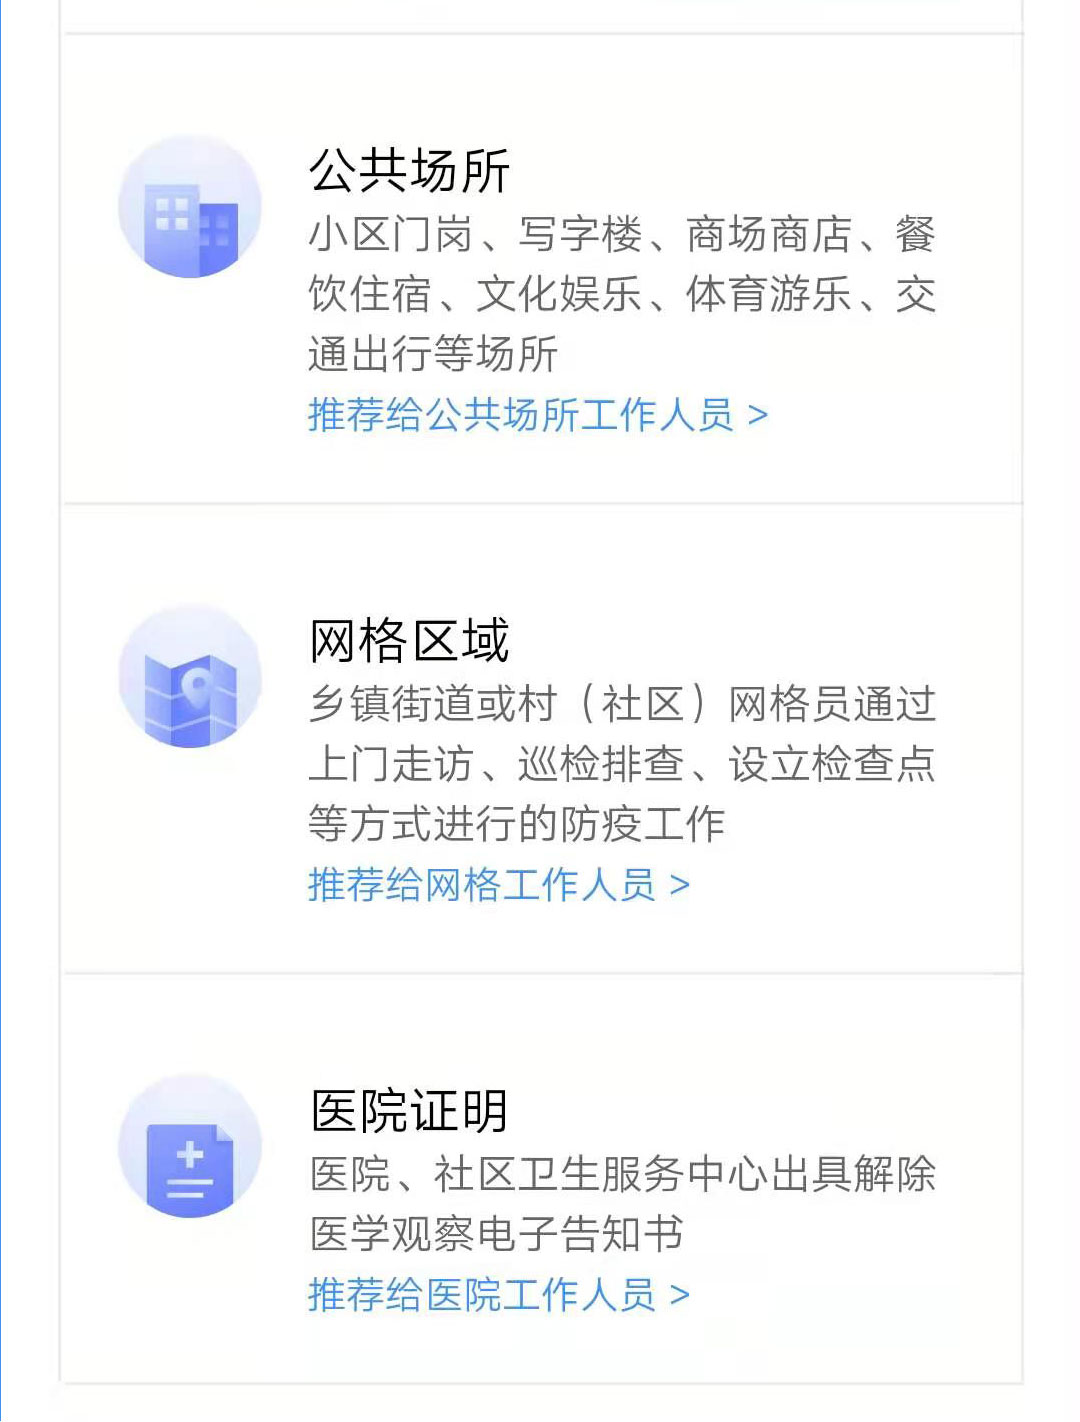 公共场所
小区门岗、写字楼、商场商店、餐
饮住宿、文化娱乐、体育游乐、交
通出行等场所
推荐给公共场所工作人员 >
网格区域
乡镇街道或村（社区）网格员通过
上门走访、巡检排查、设立检查点
等方式进行的防疫工作
推荐给网格工作人员 >
医院证明
医院、社区卫生服务中心出具解除
医学观察电子告知书
推荐给医院工作人员 >